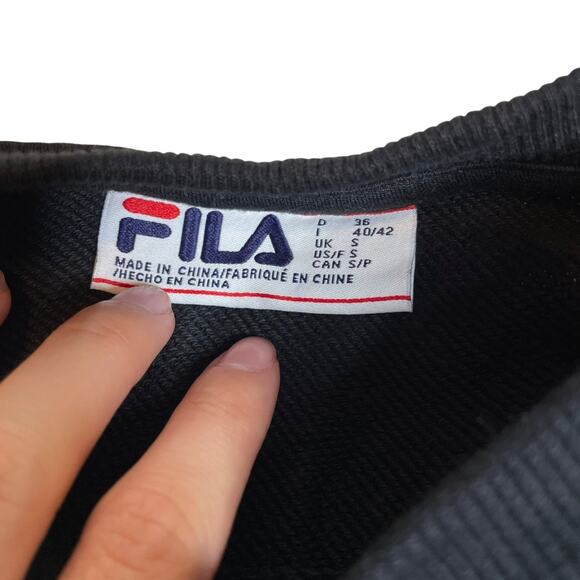 FILA
D 36
I 40/42
UK S
US/F S
CAN S/P
MADE IN CHINA/FABRIQUÉ EN CHINE
/HECHO EN CHINA